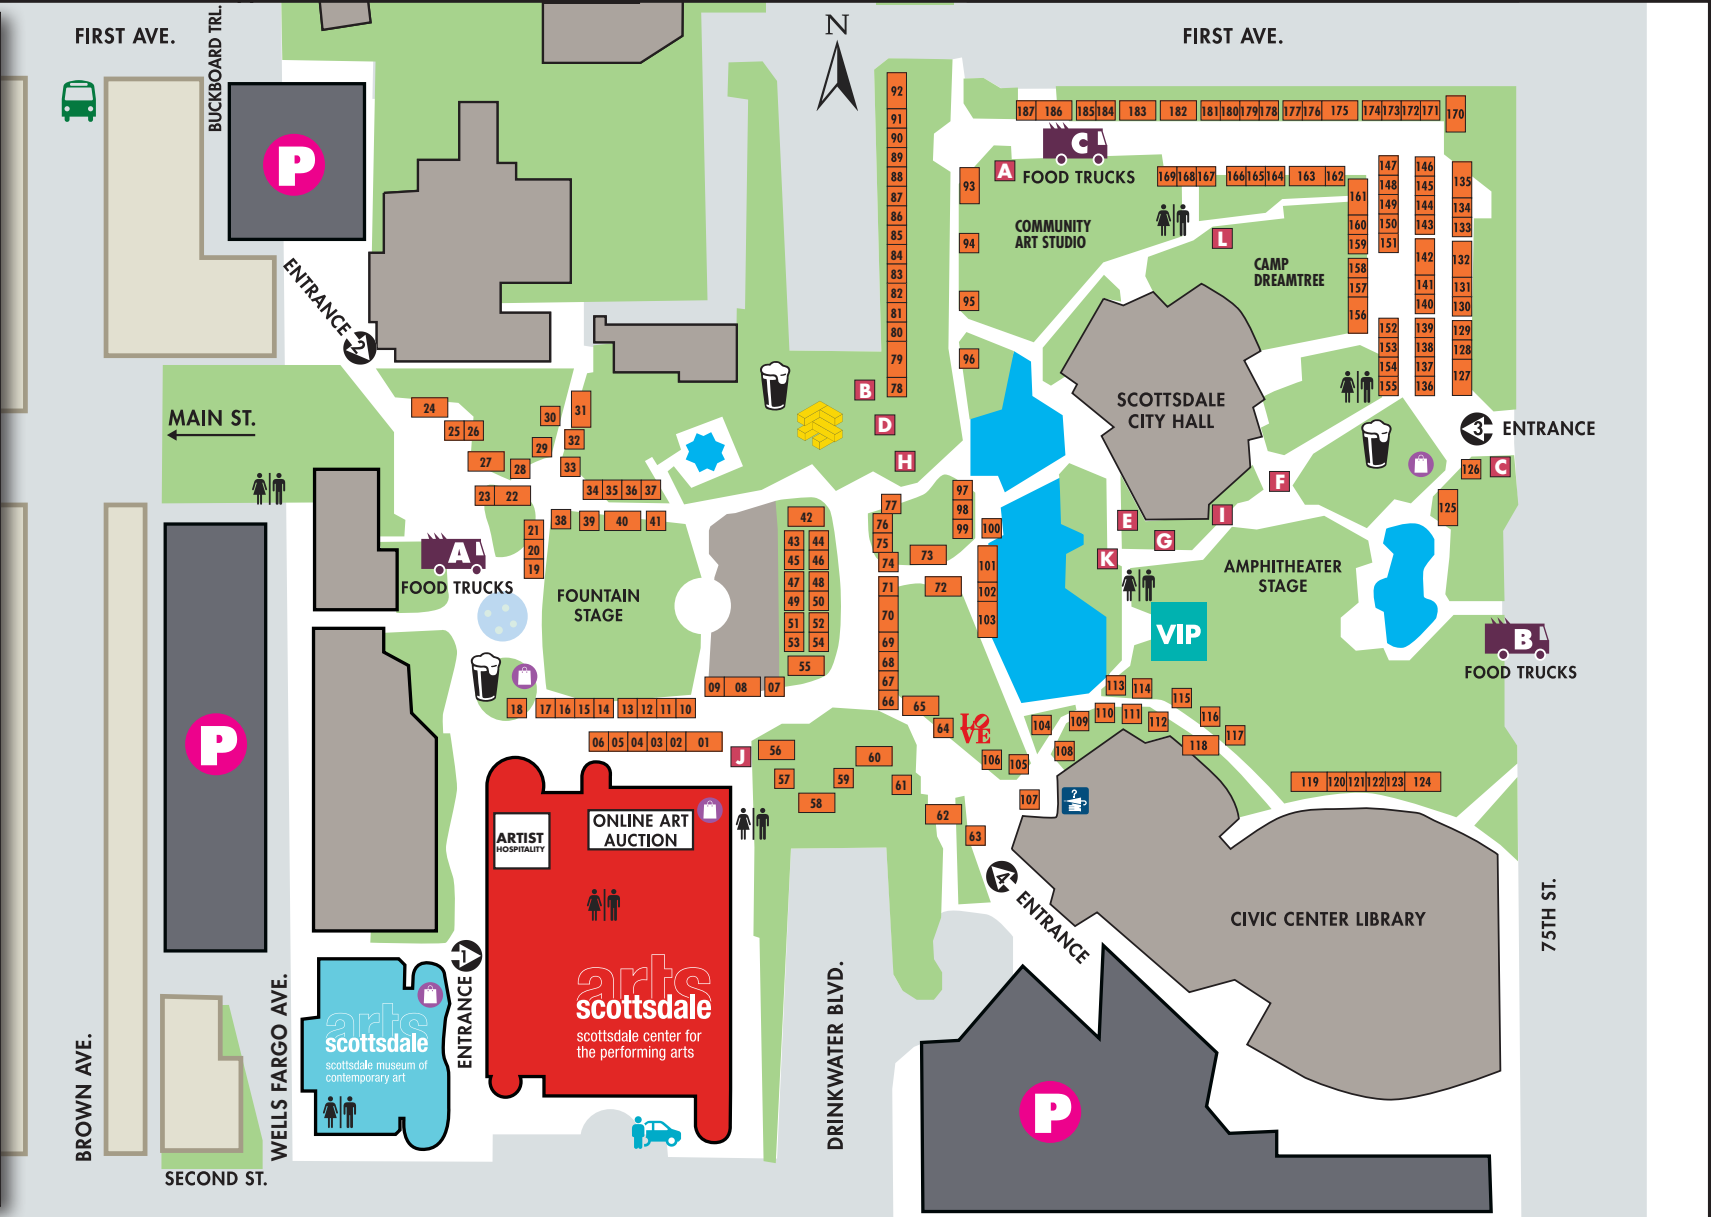 FIRST AVE.
BUCKBOARD TRL.
N
FIRST AVE.
P
ENTRANCE
2
MAIN ST.
92
91
90
89
88
87
86
85
84
83
82
81
80
79
78
93
94
95
96
187 186 185 184 183 182 181 180 179 178 177 176 175 174 173 172 171 170
C
FOOD TRUCKS
A
COMMUNITY
ART STUDIO
169 168 167 166 165 164 163 162
161
160
159
158
157
156
147
148
149
150
151
152
153
154
155
146
145
144
143
142
141
140
139
138
137
136
135
134
133
132
131
130
129
128
127
L
CAMP
DREAMTREE
SCOTTSDALE
CITY HALL
3
ENTRANCE
126
C
125
B
D
H
24
25 26
27
28
29
30
31
32
33
23 22
34 35 36 37
38 39 40 41
21
20
19
A
FOOD TRUCKS
FOUNTAIN
STAGE
42
43 44
45 46
47 48
49 50
51 52
53 54
55
77
76
75
74
73
72
71
70
69
68
67
66
65
64
97
98
99
100
101
102
103
E
F
G
I
K
AMPHITHEATER
STAGE
VIP
B
FOOD TRUCKS
09 08 07
18
17 16 15 14 13 12 11 10
06 05 04 03 02 01
J
56
57
58
59
60
61
62
63
LOVE
104
105
106
107
108
109
110
111
112
113
114
115
116
117
118
119 120 121 122 123 124
?
P
ARTIST
HOSPITALITY
ONLINE ART
AUCTION
4
ENTRANCE
CIVIC CENTER LIBRARY
75TH ST.
1
ENTRANCE
arts
scottsdale
scottsdale center for
the performing arts
arts
scottsdale
scottsdale museum of
contemporary art
BROWN AVE.
WELLS FARGO AVE.
DRINKWATER BLVD.
P
SECOND ST.